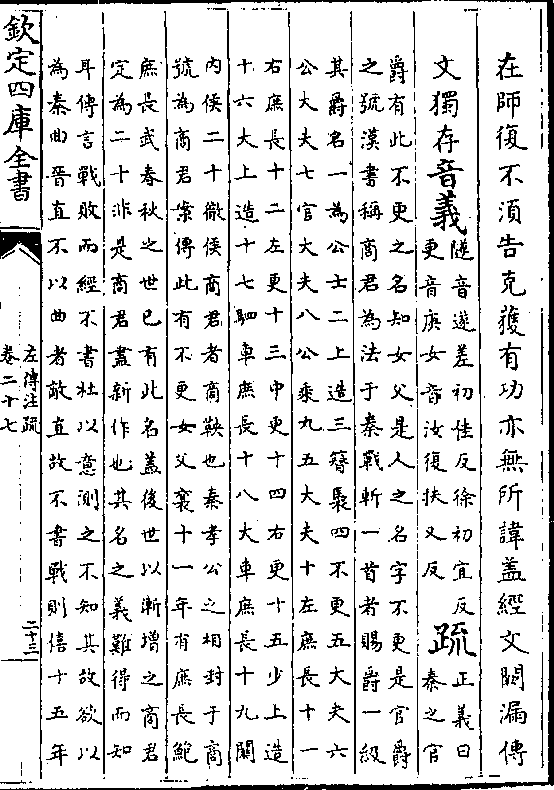 在師復不須告克獲有功亦無所諱盖經文闕漏傳
文獨存音義隧音遂差初佳反徐初宜反
更音庚女音汝復扶又反疏正義曰
秦之官
爵有此不更之名知女父是人之名字不更是官爵
之號漢書稱商君為法于秦戰斬一首者賜爵一級
其爵名一為公士二上造三簪裊四不更五大夫六
公大夫七官大夫八公乘九五大夫十左庶長十一
右庶長十二左更十三中更十四右更十五少上造
十六大上造十七駟車庶長十八大車庶長十九關
内侯二十徹侯商君者商鞅也秦孝公之相封于商
號為商君案傳此有不更女父襄十一年有庶長鮑
庶長武春秋之世已有此名盖後世以漸增之商君
定為二十非是商君盡新作也其名之義難得而知
耳傳言戰敗而經不書杜以意測之不知其故欲以
為秦曲晉直不以曲者敵直故不書戰則僖十五年
欽定四庫全書
左傳注疏
卷二十七
二十三